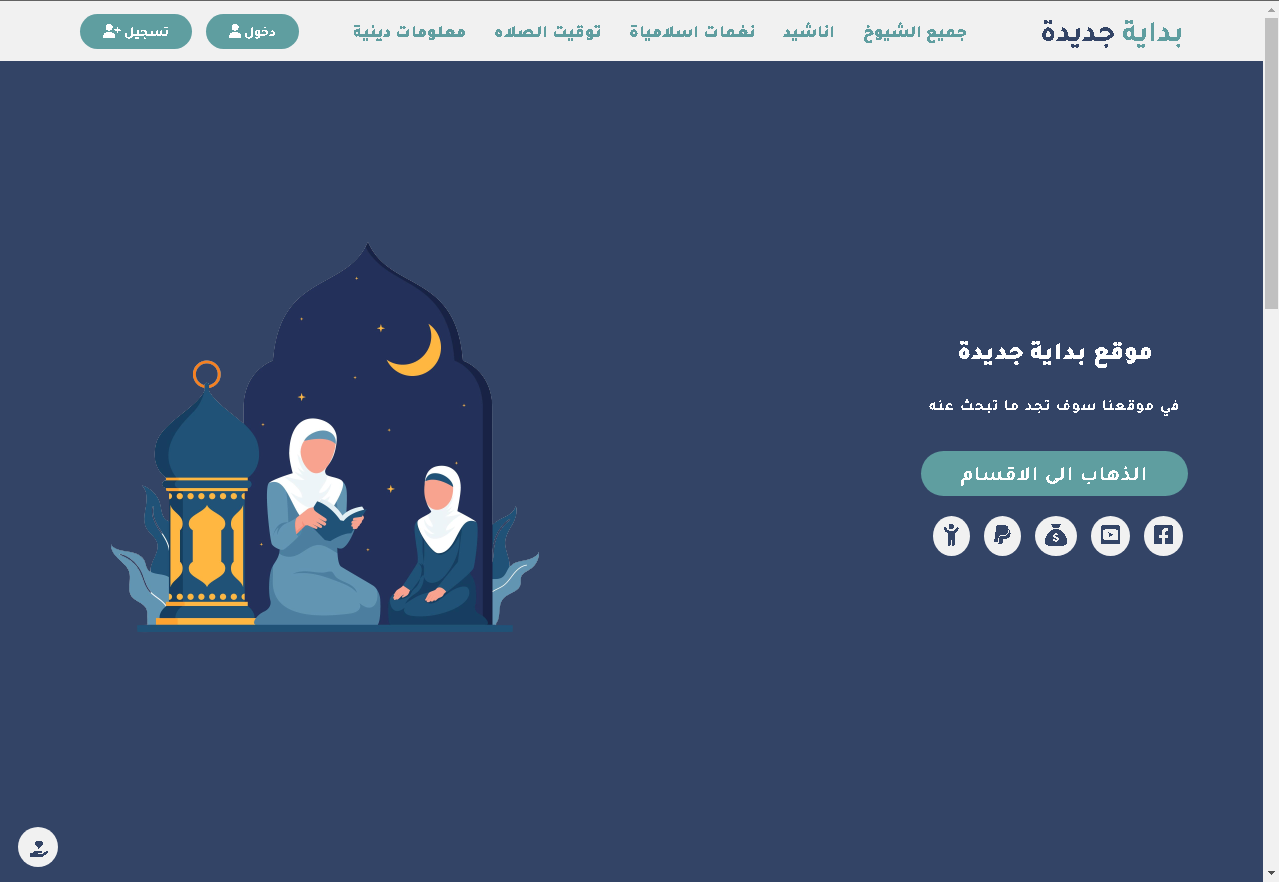 بداية جديدة
جميع الشيوخ
اناشيد
نغمات اسلامياة
توقيت الصلاه
معلومات دينية
دخول
تسجيل
موقع بداية جديدة
في موقعنا سوف تجد ما تبحث عنه
الذهاب الى الاقسام